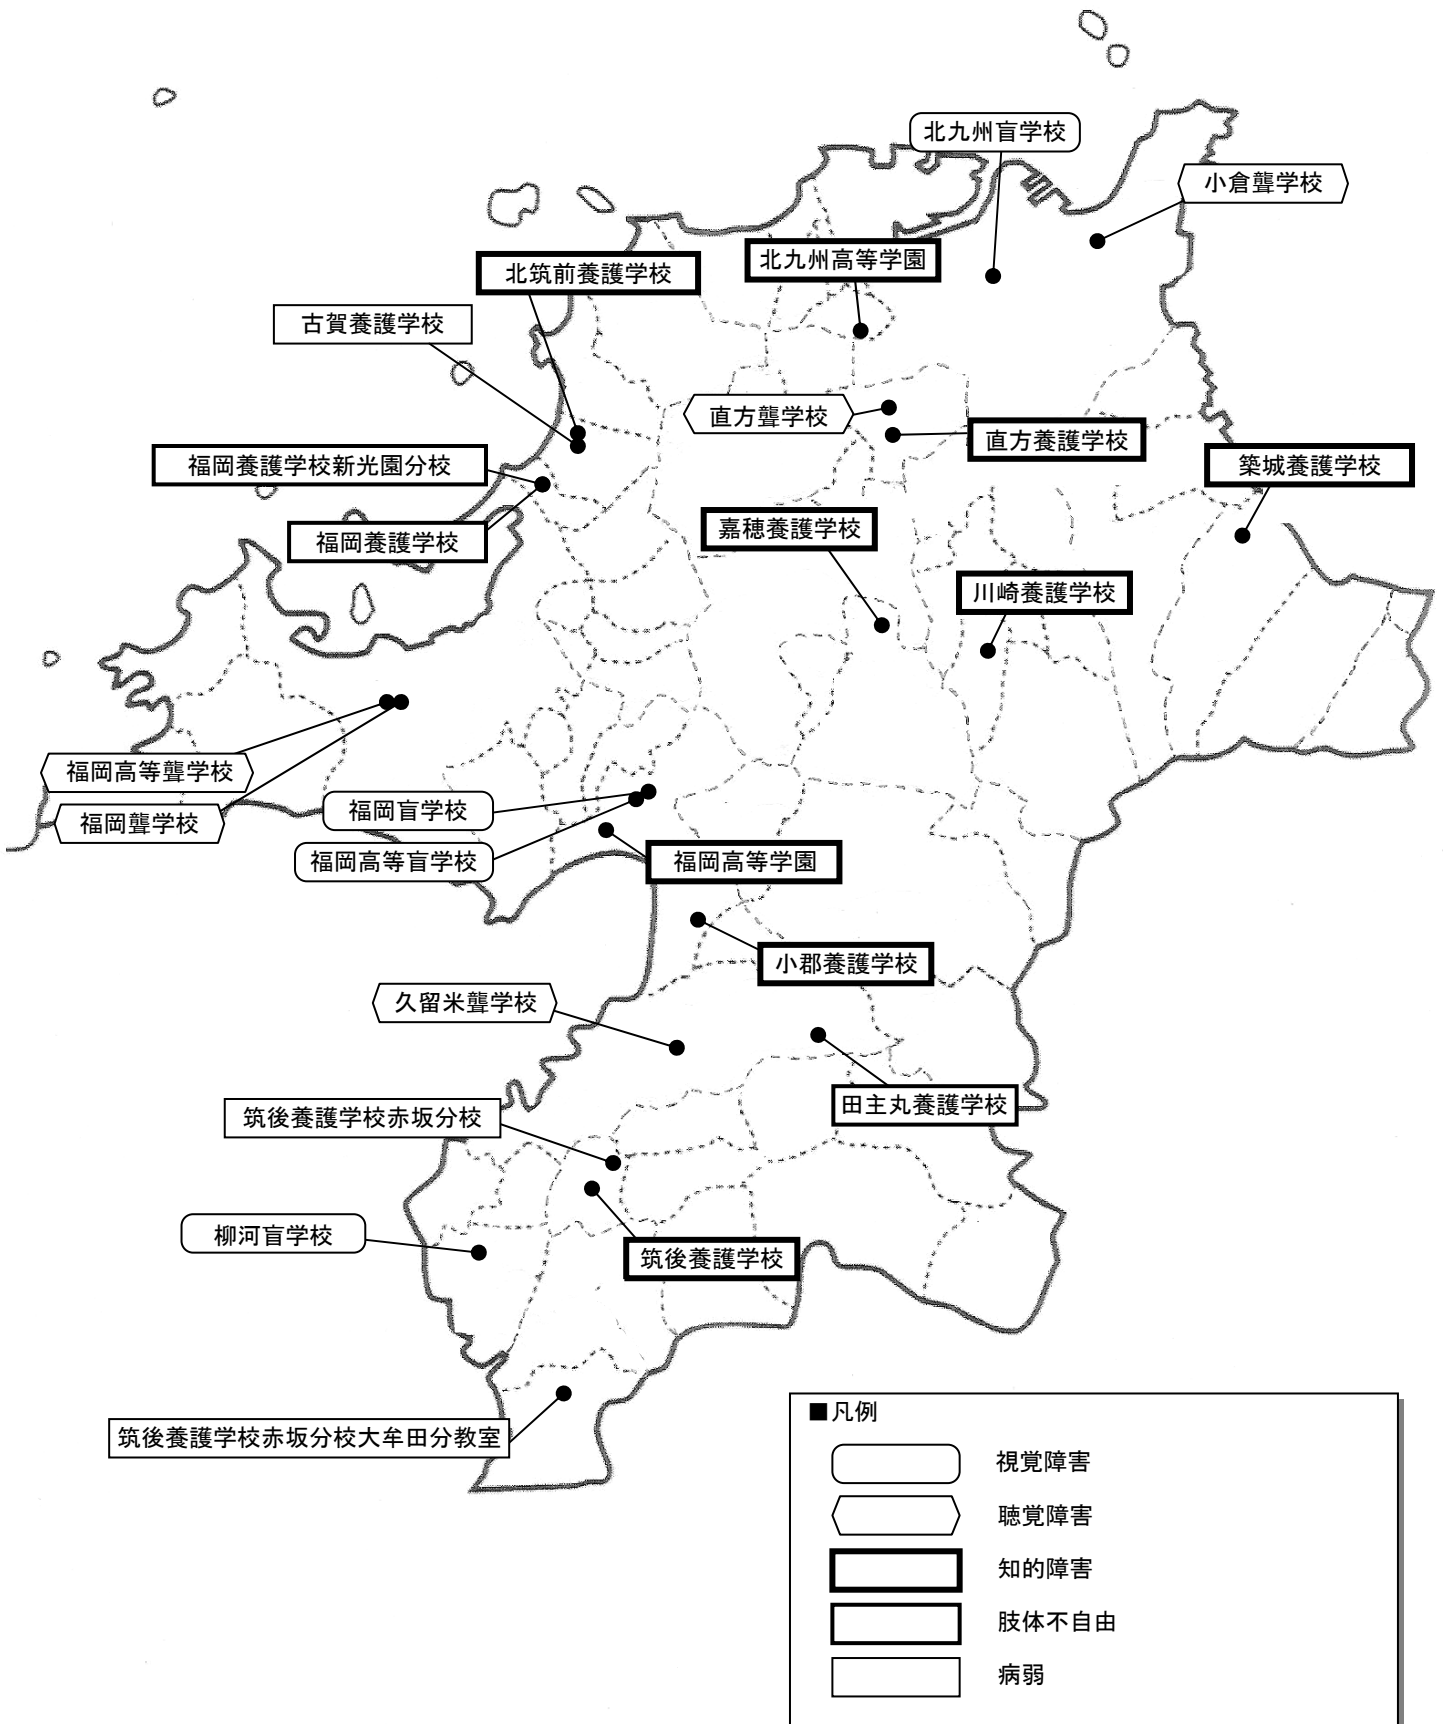 北九州盲学校
小倉聾学校
北九州高等学園
北筑前養護学校
古賀養護学校
直方聾学校
直方養護学校
築城養護学校
福岡養護学校新光園分校
嘉穂養護学校
福岡養護学校
川崎養護学校
福岡高等聾学校
福岡聾学校
福岡盲学校
福岡高等盲学校
福岡高等学園
小郡養護学校
久留米聾学校
田主丸養護学校
筑後養護学校赤坂分校
柳河盲学校
筑後養護学校
筑後養護学校赤坂分校大牟田分教室
■凡例
視覚障害
聴覚障害
知的障害
肢体不自由
病弱